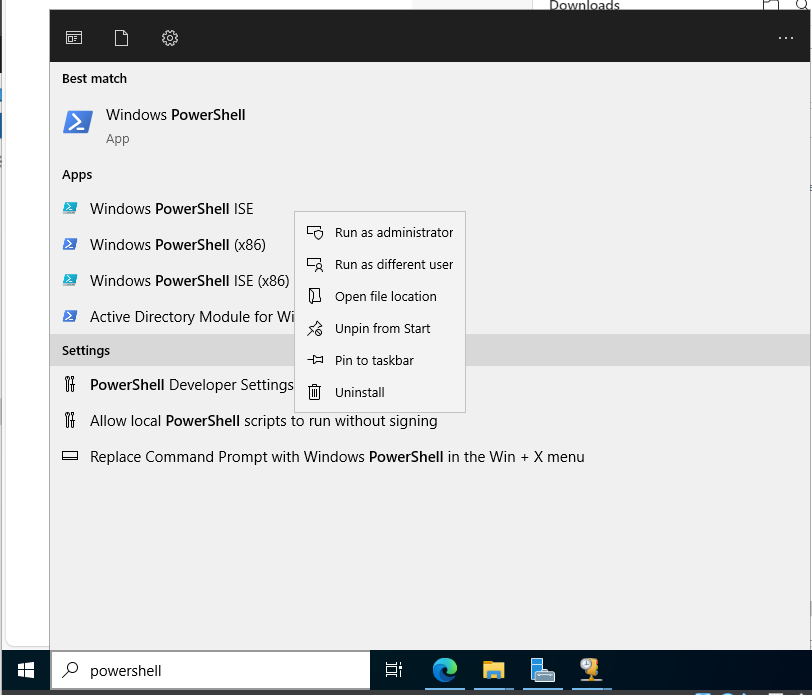 Downloads
Best match
Windows PowerShell
App
Apps
Windows PowerShell ISE
Windows PowerShell (x86)
Windows PowerShell ISE (x86)
Active Directory Module for Wi
Run as administrator
Run as different user
Open file location
Unpin from Start
Pin to taskbar
Uninstall
Settings
PowerShell Developer Settings
Allow local PowerShell scripts to run without signing
Replace Command Prompt with Windows PowerShell in the Win + X menu
powershell